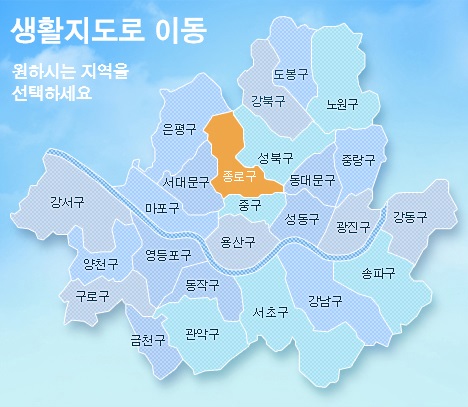 생활지도로 이동
원하시는 지역을
선택하세요
도봉구
강북구
노원구
은평구
성북구
중랑구
종로구
서대문구
동대문구
강서구
마포구
중구
성동구
광진구
강동구
용산구
양천구
영등포구
송파구
구로구
동작구
강남구
서초구
관악구
금천구